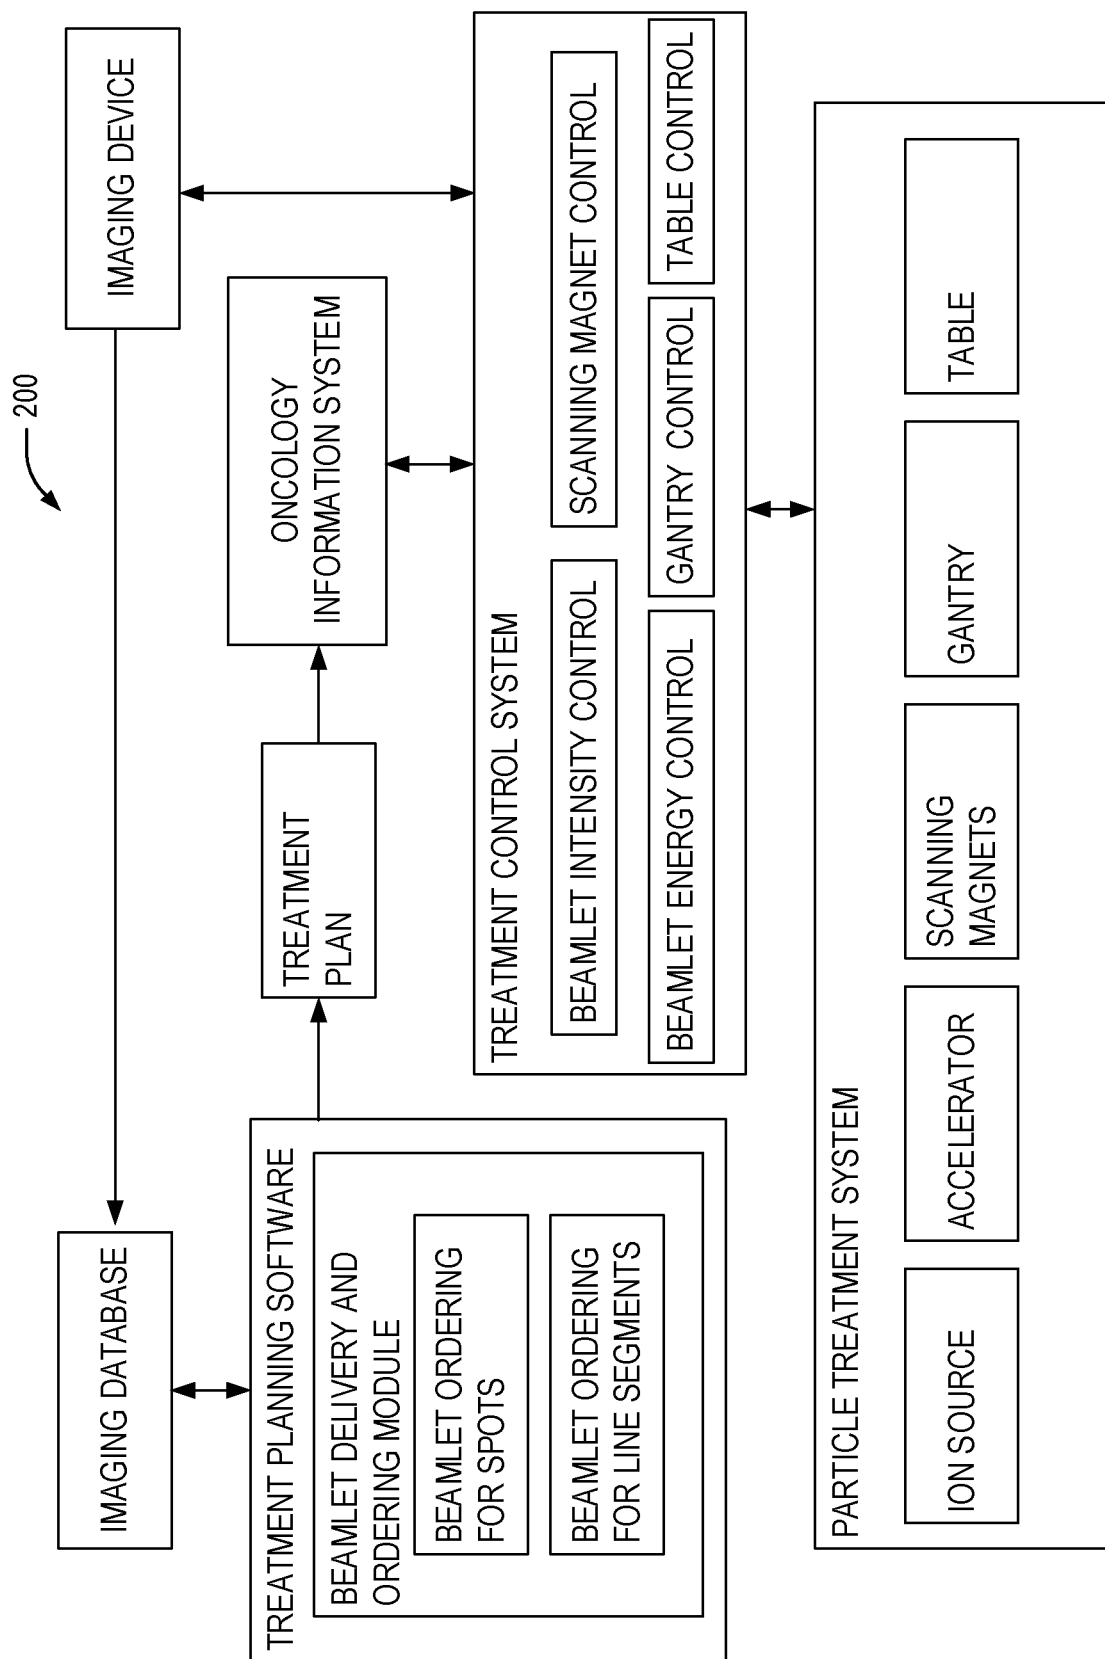 200
IMAGING DATABASE
IMAGING DEVICE
TREATMENT PLANNING SOFTWARE
BEAMLET DELIVERY AND
ORDERING MODULE
BEAMLET ORDERING
FOR SPOTS
BEAMLET ORDERING
FOR LINE SEGMENTS
TREATMENT
PLAN
ONCOLOGY
INFORMATION SYSTEM
TREATMENT CONTROL SYSTEM
BEAMLET INTENSITY CONTROL
SCANNING MAGNET CONTROL
BEAMLET ENERGY CONTROL
GANTRY CONTROL
TABLE CONTROL
PARTICLE TREATMENT SYSTEM
ION SOURCE
ACCELERATOR
SCANNING
MAGNETS
GANTRY
TABLE